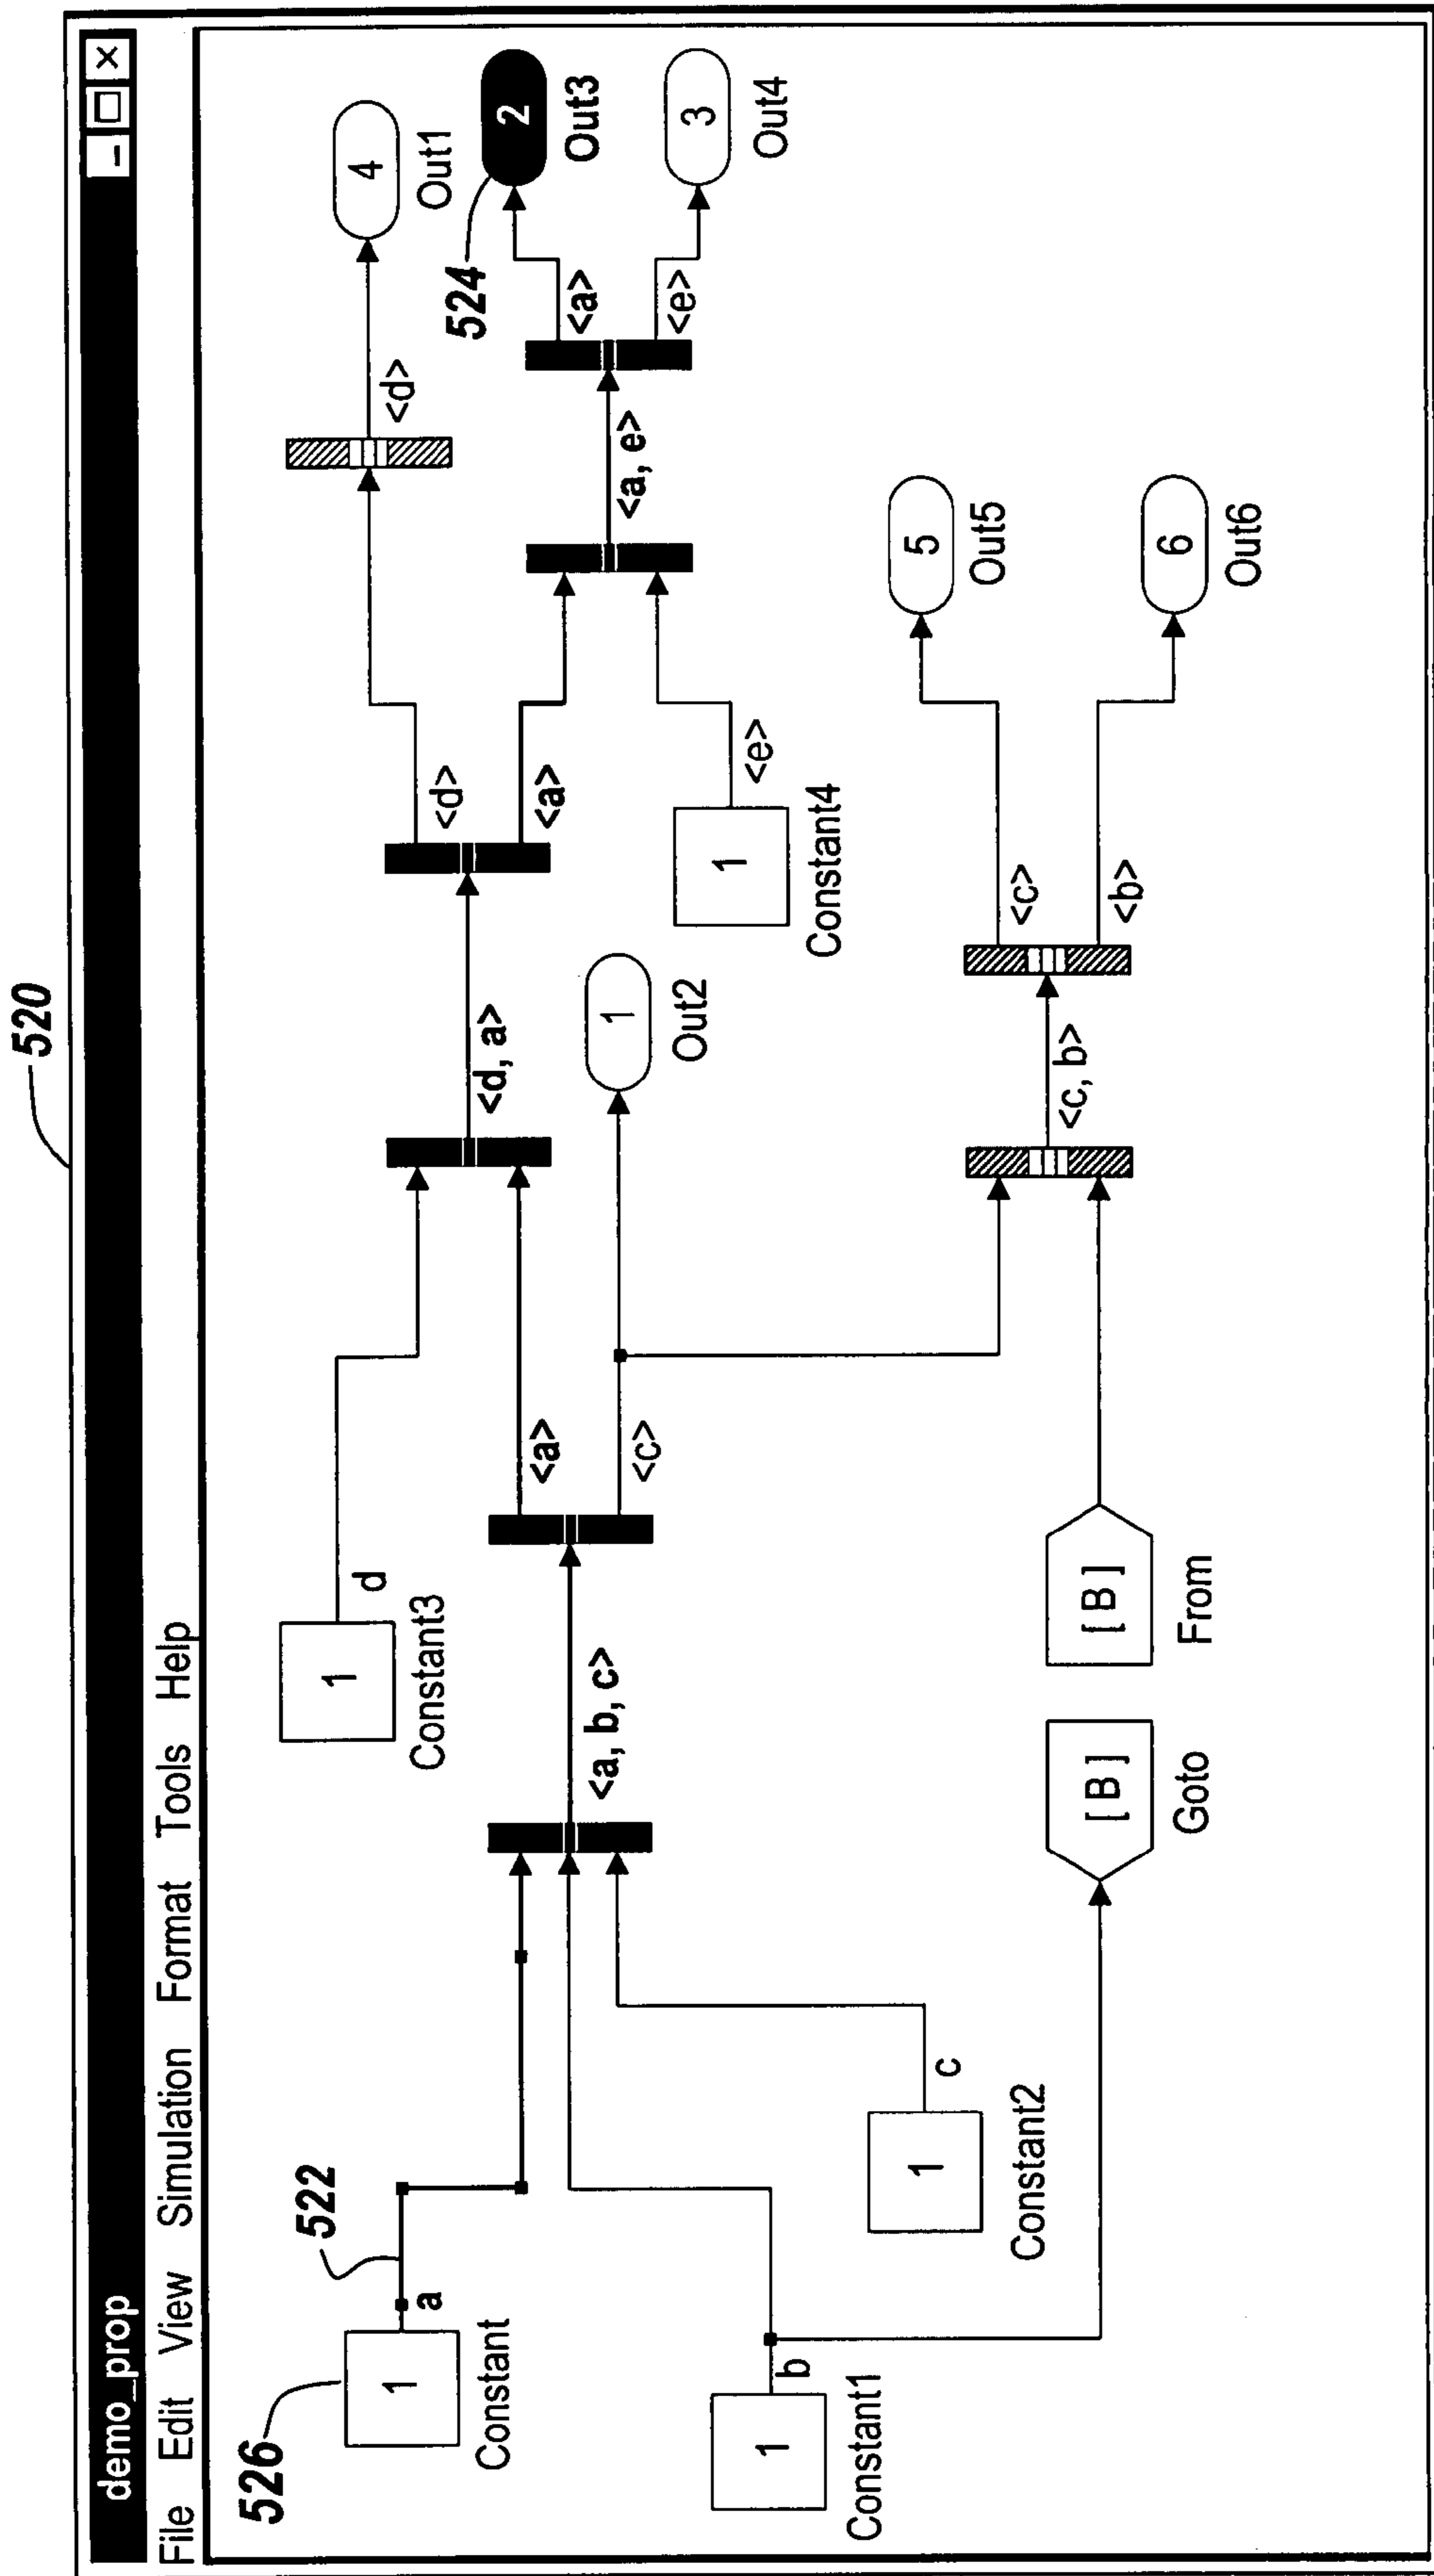 520
demo_prop
File Edit View Simulation Format Tools Help
526
1
Constant
a
522
1
Constant1
b
1
Constant2
c
<a, b, c>
1
Constant3
d
<a>
<c>
<d, a>
1
Out2
<d>
<a>
1
Constant4
<e>
<d>
4
Out1
<a, e>
<a>
<e>
524
2
Out3
3
Out4
[B]
Goto
[B]
From
<c, b>
<c>
<b>
5
Out5
6
Out6